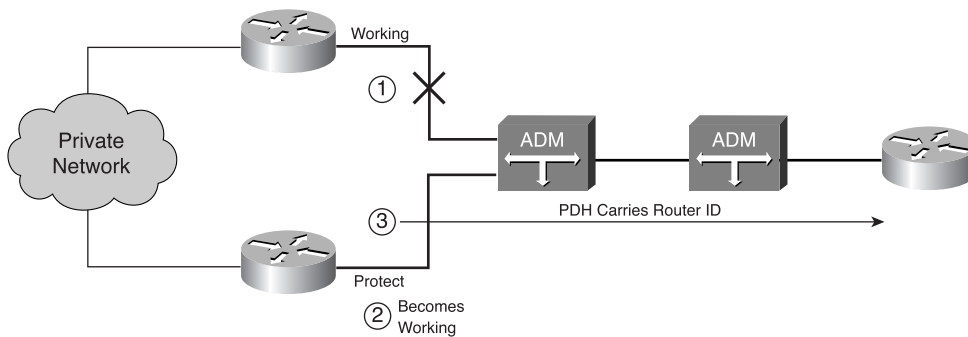 Working
1
Private
Network
ADM
ADM
PDH Carries Router ID
3
Protect
2
Becomes
Working